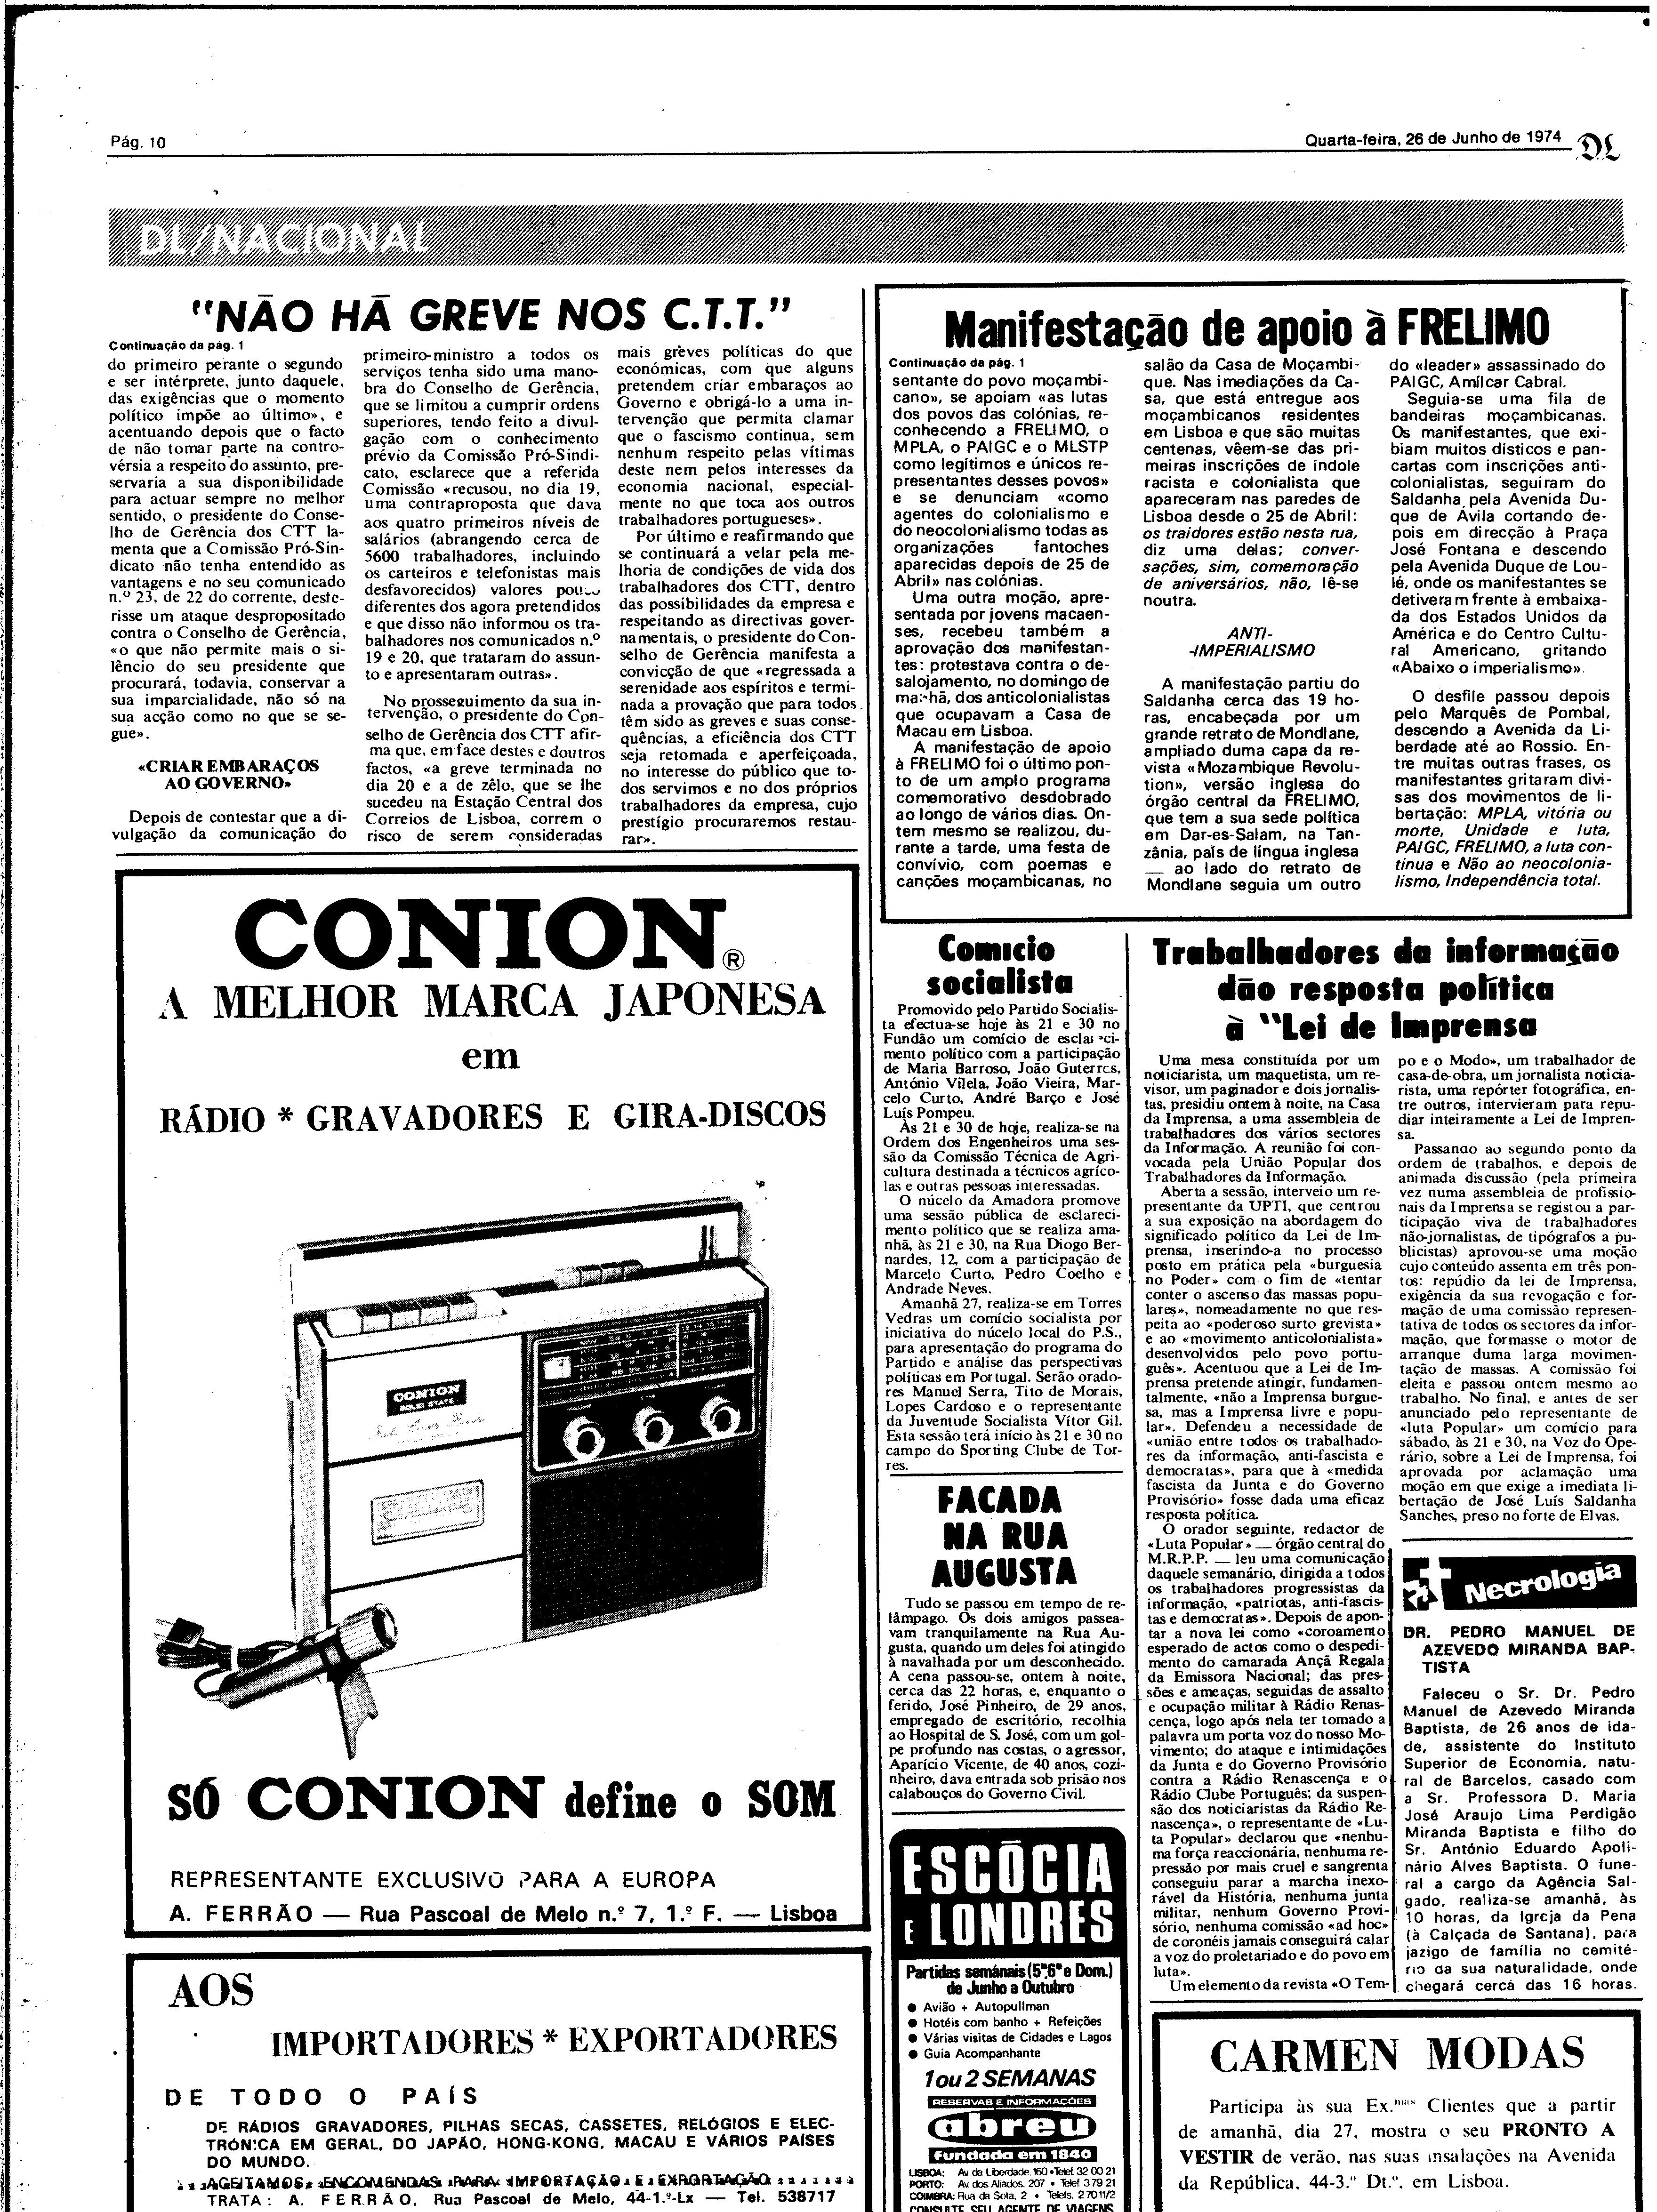 Pág. 10
Quarta-feira, 26 de Junho de 1974
DL
DL/NACIONAL
"NÃO HÃ GREVE NOS C.T.T."
Continuação da pág. 1
do primeiro perante o segundo
e ser intérprete, junto daquele,
das exigências que o momento
político impõe ao último», e
acentuando depois que o facto
de não tomar parte na contro-
vérsia a respeito do assunto, pre-
servaria a sua disponibilidade
para actuar sempre no melhor
sentido, o presidente do Conse-
lho de Gerência dos CTT la-
menta que a Comissão Pró-Sin-
dicato não tenha entendido as
vantagens e no seu comunicado
n.º 23, de 22 do corrente, desfe-
risse um ataque despropositado
contra o Conselho de Gerência,
«o que não permite mais o si-
lêncio do seu presidente que
procurará, todavia, conservar a
sua imparcialidade, não só na
sua acção como no que se se-
gue».
«CRIAR EMBARAÇOS
AO GOVERNO»
Depois de contestar que a di-
vulgação da comunicação do
primeiro-ministro a todos os
serviços tenha sido uma mano-
bra do Conselho de Gerência,
que se limitou a cumprir ordens
superiores, tendo feito a divul-
gação com o conhecimento
prévio da Comissão Pró-Sindi-
cato, esclarece que a referida
Comissão «recusou, no dia 19,
uma contraproposta que dava
aos quatro primeiros níveis de
salários (abrangendo cerca de
5600 trabalhadores, incluindo
os carteiros e telefonistas mais
desfavorecidos) valores pouco
diferentes dos agora pretendidos
e que disso não informou os tra-
balhadores nos comunicados n.º
19 e 20, que trataram do assun-
to e apresentaram outras».
No prosseguimento da sua in-
tervenção, o presidente do Con-
selho de Gerência dos CTT afir-
ma que, em face destes e doutros
factos, «a greve terminada no
dia 20 e a de zêlo, que se lhe
sucedeu na Estação Central dos
Correios de Lisboa, correm o
risco de serem consideradas
mais grèves políticas do que
económicas, com que alguns
pretendem criar embaraços ao
Governo e obrigá-lo a uma in-
tervenção que permita clamar
que o fascismo continua, sem
nenhum respeito pelas vítimas
deste nem pelos interesses da
economia nacional, especial-
mente no que toca aos outros
trabalhadores portugueses».
Por último e reafirmando que
se continuará a velar pela me-
lhoria de condições de vida dos
trabalhadores dos CTT, dentro
das possibilidades da empresa e
respeitando as directivas gover-
namentais, o presidente do Con-
selho de Gerência manifesta a
convicção de que «regressada a
serenidade aos espíritos e termi-
nada a provação que para todos
têm sido as greves e suas conse-
quências, a eficiência dos CTT
seja retomada e aperfeiçoada,
no interesse do público que to-
dos servimos e no dos próprios
trabalhadores da empresa, cujo
prestígio procuraremos restau-
rar».
Manifestação de apoio à FRELIMO
Continuação da pág. 1
sentante do povo moçambi-
cano», se apoiam «as lutas
dos povos das colónias, re-
conhecendo a FRELIMO, o
MPLA, o PAIGC e o MLSTP
como legítimos e únicos re-
presentantes desses povos»
e se denunciam «como
agentes do colonialismo e
do neocolonialismo todas as
organizações fantoches
aparecidas depois de 25 de
Abril» nas colónias.
Uma outra moção, apre-
sentada por jovens macaen-
ses, recebeu também a
aprovação dos manifestan-
tes: protestava contra o de-
salojamento, no domingo de
manhã, dos anticolonialistas
que ocupavam a Casa de
Macau em Lisboa.
A manifestação de apoio
à FRELIMO foi o último pon-
to de um amplo programa
comemorativo desdobrado
ao longo de vários dias. On-
tem mesmo se realizou, du-
rante a tarde, uma festa de
convívio, com poemas e
canções moçambicanas, no
salão da Casa de Moçambi-
que. Nas imediações da Ca-
sa, que está entregue aos
moçambicanos residentes
em Lisboa e que são muitas
centenas, vêem-se das pri-
meiras inscrições de indole
racista e colonialista que
apareceram nas paredes de
Lisboa desde o 25 de Abril:
os traidores estão nesta rua,
diz uma delas; conver-
sações, sim, comemoração
de aniversários, não, lê-se
noutra.
ANTI-
-IMPERIALISMO
A manifestação partiu do
Saldanha cerca das 19 ho-
ras, encabeçada por um
grande retrato de Mondlane,
ampliado duma capa da re-
vista «Mozambique Revolu-
tion», versão inglesa do
órgão central da FRELIMO,
que tem a sua sede política
em Dar-es-Salam, na Tan-
zânia, país de língua inglesa
— ao lado do retrato de
Mondlane seguia um outro
do «leader» assassinado do
PAIGC, Amílcar Cabral.
Seguia-se uma fila de
bandeiras moçambicanas.
Os manifestantes, que exi-
biam muitos dísticos e pan-
cartas com inscrições anti-
colonialistas, seguiram do
Saldanha pela Avenida Du-
que de Ávila cortando de-
pois em direcção à Praça
José Fontana e descendo
pela Avenida Duque de Lou-
lé, onde os manifestantes se
detiveram frente à embaixa-
da dos Estados Unidos da
América e do Centro Cultu-
ral Americano, gritando
«Abaixo o imperialismo».
O desfile passou depois
pelo Marquês de Pombal,
descendo a Avenida da Li-
berdade até ao Rossio. En-
tre muitas outras frases, os
manifestantes gritaram divi-
sas dos movimentos de li-
bertação: MPLA, vitória ou
morte, Unidade e luta,
PAIGC, FRELIMO, a luta con-
tinua e Não ao neocolonia-
lismo, Independência total.
CONION®
A MELHOR MARCA JAPONESA
em
RÁDIO * GRAVADORES E GIRA-DISCOS
CONION
SOLID STATE
SÓ CONION define o SOM
REPRESENTANTE EXCLUSIVO PARA A EUROPA
A. FERRÃO — Rua Pascoal de Melo n.º 7, 1.º F. — Lisboa
AOS
IMPORTADORES * EXPORTADORES
DE TODO O PAÍS
DE RÁDIOS GRAVADORES, PILHAS SECAS, CASSETES, RELÓGIOS E ELEC-
TRÓNICA EM GERAL, DO JAPÃO, HONG-KONG, MACAU E VÁRIOS PAÍSES
DO MUNDO.
ACEITAMOS ENCOMENDAS PARA IMPORTAÇÃO E EXPORTAÇÃO
TRATA: A. FERRÃO, Rua Pascoal de Melo, 44-1.º-Lx — Tel. 538717
Comício
socialista
Promovido pelo Partido Socialis-
ta efectua-se hoje às 21 e 30 no
Fundão um comício de esclareci-
mento político com a participação
de Maria Barroso, João Guterres,
António Vilela, João Vieira, Mar-
celo Curto, André Barço e José
Luís Pompeu.
Às 21 e 30 de hoje, realiza-se na
Ordem dos Engenheiros uma ses-
são da Comissão Técnica de Agri-
cultura destinada a técnicos agríco-
las e outras pessoas interessadas.
O núcelo da Amadora promove
uma sessão pública de esclareci-
mento político que se realiza ama-
nhã, às 21 e 30, na Rua Diogo Ber-
nardes, 12, com a participação de
Marcelo Curto, Pedro Coelho e
Andrade Neves.
Amanhã 27, realiza-se em Torres
Vedras um comício socialista por
iniciativa do núcelo local do P.S.,
para apresentação do programa do
Partido e análise das perspectivas
políticas em Portugal. Serão orado-
res Manuel Serra, Tito de Morais,
Lopes Cardoso e o representante
da Juventude Socialista Vítor Gil.
Esta sessão terá início às 21 e 30 no
campo do Sporting Clube de Tor-
res.
FACADA
NA RUA
AUGUSTA
Tudo se passou em tempo de re-
lâmpago. Os dois amigos passea-
vam tranquilamente na Rua Au-
gusta, quando um deles foi atingido
à navalhada por um desconhecido.
A cena passou-se, ontem à noite,
cerca das 22 horas, e, enquanto o
ferido, José Pinheiro, de 29 anos,
empregado de escritório, recolhia
ao Hospital de S. José, com um gol-
pe profundo nas costas, o agressor,
Aparício Vicente, de 40 anos, cozi-
nheiro, dava entrada sob prisão nos
calabouços do Governo Civil.
ESCÓCIA
E LONDRES
Partidas semánais (5ª,6ª e Dom.)
de Junho a Outubro
● Avião + Autopullman
● Hotéis com banho + Refeições
● Várias visitas de Cidades e Lagos
● Guia Acompanhante
1 ou 2 SEMANAS
RESERVAS E INFORMACÕES
abreu
fundada em 1840
LISBOA: Av. da Liberdade, 160 • Telef. 32 00 21
PORTO: Av. dos Aliados, 207 • Telef. 3 79 21
COIMBRA: Rua da Sota, 2 • Telefs. 2 7011/2
CONSULTE SEU AGENTE DE VIAGENS
Trabalhadores da informação
dão resposta política
à "Lei de Imprensa
Uma mesa constituída por um
noticiarista, um maquetista, um re-
visor, um paginador e dois jornalis-
tas, presidiu ontem à noite, na Casa
da Imprensa, a uma assembleia de
trabalhadores dos vários sectores
da Informação. A reunião foi con-
vocada pela União Popular dos
Trabalhadores da Informação.
Aberta a sessão, interveio um re-
presentante da UPTI, que centrou
a sua exposição na abordagem do
significado político da Lei de Im-
prensa, inserindo-a no processo
posto em prática pela «burguesia
no Poder» com o fim de «tentar
conter o ascenso das massas popu-
lares», nomeadamente no que res-
peita ao «poderoso surto grevista»
e ao «movimento anticolonialista»
desenvolvidos pelo povo portu-
guês». Acentuou que a Lei de Im-
prensa pretende atingir, fundamen-
talmente, «não a Imprensa burgue-
sa, mas a Imprensa livre e popu-
lar». Defendeu a necessidade de
«união entre todos os trabalhado-
res da informação, anti-fascista e
democratas», para que à «medida
fascista da Junta e do Governo
Provisório» fosse dada uma eficaz
resposta política.
O orador seguinte, redactor de
«Luta Popular» — órgão central do
M.R.P.P. — leu uma comunicação
daquele semanário, dirigida a todos
os trabalhadores progressistas da
informação, «patriotas, anti-fascis-
tas e democratas». Depois de apon-
tar a nova lei como «coroamento
esperado de actos como o despedi-
mento do camarada Ançã Regala
da Emissora Nacional; das pres-
sões e ameaças, seguidas de assalto
e ocupação militar à Rádio Renas-
cença, logo após nela ter tomado a
palavra um porta voz do nosso Mo-
vimento; do ataque e intimidações
da Junta e do Governo Provisório
contra a Rádio Renascença e o
Rádio Clube Português; da suspen-
são dos noticiaristas da Rádio Re-
nascença», o representante de «Lu-
ta Popular» declarou que «nenhu-
ma força reaccionária, nenhuma re-
pressão por mais cruel e sangrenta
conseguiu parar a marcha inexo-
rável da História, nenhuma junta
militar, nenhum Governo Provi-
sório, nenhuma comissão «ad hoc»
de coronéis jamais conseguirá calar
a voz do proletariado e do povo em
luta».
Um elemento da revista «O Tem-
po e o Modo», um trabalhador de
casa-de-obra, um jornalista noticia-
rista, uma repórter fotográfica, en-
tre outros, intervieram para repu-
diar inteiramente a Lei de Impren-
sa.
Passando ao segundo ponto da
ordem de trabalhos, e depois de
animada discussão (pela primeira
vez numa assembleia de profissio-
nais da Imprensa se registou a par-
ticipação viva de trabalhadores
não-jornalistas, de tipógrafos a pu-
blicistas) aprovou-se uma moção
cujo conteúdo assenta em três pon-
tos: repúdio da lei de Imprensa,
exigência da sua revogação e for-
mação de uma comissão represen-
tativa de todos os sectores da infor-
mação, que formasse o motor de
arranque duma larga movimen-
tação de massas. A comissão foi
eleita e passou ontem mesmo ao
trabalho. No final, e antes de ser
anunciado pelo representante de
«luta Popular» um comício para
sábado, às 21 e 30, na Voz do Ope-
rário, sobre a Lei de Imprensa, foi
aprovada por aclamação uma
moção em que exige a imediata li-
bertação de José Luís Saldanha
Sanches, preso no forte de Elvas.
Necrologia
DR. PEDRO MANUEL DE
AZEVEDO MIRANDA BAP-
TISTA
Faleceu o Sr. Dr. Pedro
Manuel de Azevedo Miranda
Baptista, de 26 anos de ida-
de, assistente do Instituto
Superior de Economia, natu-
ral de Barcelos, casado com
a Sr. Professora D. Maria
José Araujo Lima Perdigão
Miranda Baptista e filho do
Sr. António Eduardo Apoli-
nário Alves Baptista. O fune-
ral a cargo da Agência Sal-
gado, realiza-se amanhã, às
10 horas, da Igreja da Pena
(à Calçada de Santana), para
jazigo de família no cemité-
rio da sua naturalidade, onde
chegará cerca das 16 horas.
CARMEN MODAS
Participa às sua Ex.mas Clientes que a partir
de amanhã, dia 27, mostra o seu PRONTO A
VESTIR de verão, nas suas insalações na Avenida
da República, 44-3.º Dt.º, em Lisboa.